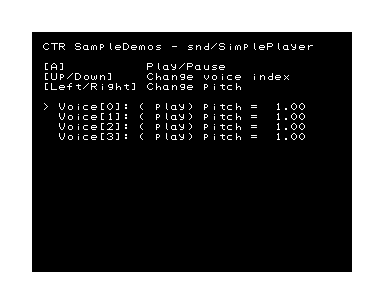 CTR SampleDemos - snd/SimplePlayer
[A]          Play/Pause
[Up/Down]    Change voice index
[Left/Right] Change pitch
> Voice[0]: ( play) pitch =  1.00
  Voice[1]: ( play) pitch =  1.00
  Voice[2]: ( play) pitch =  1.00
  Voice[3]: ( play) pitch =  1.00